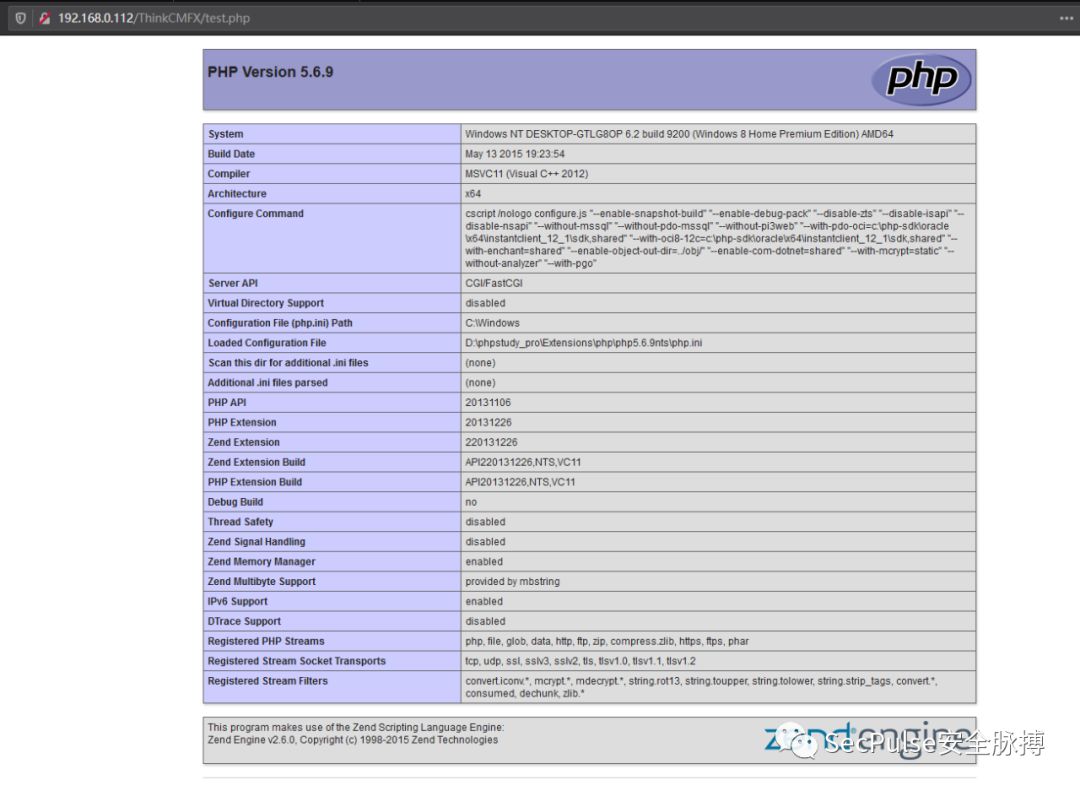 192.168.0.112/ThinkCMFX/test.php
PHP Version 5.6.9
php
System Windows NT DESKTOP-GTLG8OP 6.2 build 9200 (Windows 8 Home Premium Edition) AMD64
Build Date May 13 2015 19:23:54
Compiler MSVC11 (Visual C++ 2012)
Architecture x64
Configure Command cscript /nologo configure.js "--enable-snapshot-build" "--enable-debug-pack" "--disable-zts" "--disable-isapi" "--
disable-nsapi" "--without-mssql" "--without-pdo-mssql" "--without-pi3web" "--with-pdo-oci=c:\php-sdk\oracle
\x64\instantclient_12_1\sdk,shared" "--with-oci8-12c=c:\php-sdk\oracle\x64\instantclient_12_1\sdk,shared" "--
with-enchant=shared" "--enable-object-out-dir=../obj/" "--enable-com-dotnet=shared" "--with-mcrypt=static" "--
without-analyzer" "--with-pgo"
Server API CGI/FastCGI
Virtual Directory Support disabled
Configuration File (php.ini) Path C:\Windows
Loaded Configuration File D:\phpstudy_pro\Extensions\php\php5.6.9nts\php.ini
Scan this dir for additional .ini files (none)
Additional .ini files parsed (none)
PHP API 20131106
PHP Extension 20131226
Zend Extension 220131226
Zend Extension Build API220131226,NTS,VC11
PHP Extension Build API20131226,NTS,VC11
Debug Build no
Thread Safety disabled
Zend Signal Handling disabled
Zend Memory Manager enabled
Zend Multibyte Support provided by mbstring
IPv6 Support enabled
DTrace Support disabled
Registered PHP Streams php, file, glob, data, http, ftp, zip, compress.zlib, https, ftps, phar
Registered Stream Socket Transports tcp, udp, ssl, sslv3, sslv2, tls, tlsv1.0, tlsv1.1, tlsv1.2
Registered Stream Filters convert.iconv.*, mcrypt.*, mdecrypt.*, string.rot13, string.toupper, string.tolower, string.strip_tags, convert.*,
consumed, dechunk, zlib.*
This program makes use of the Zend Scripting Language Engine:
Zend Engine v2.6.0, Copyright (c) 1998-2015 Zend Technologies
zend engine
SecPulse安全脉搏